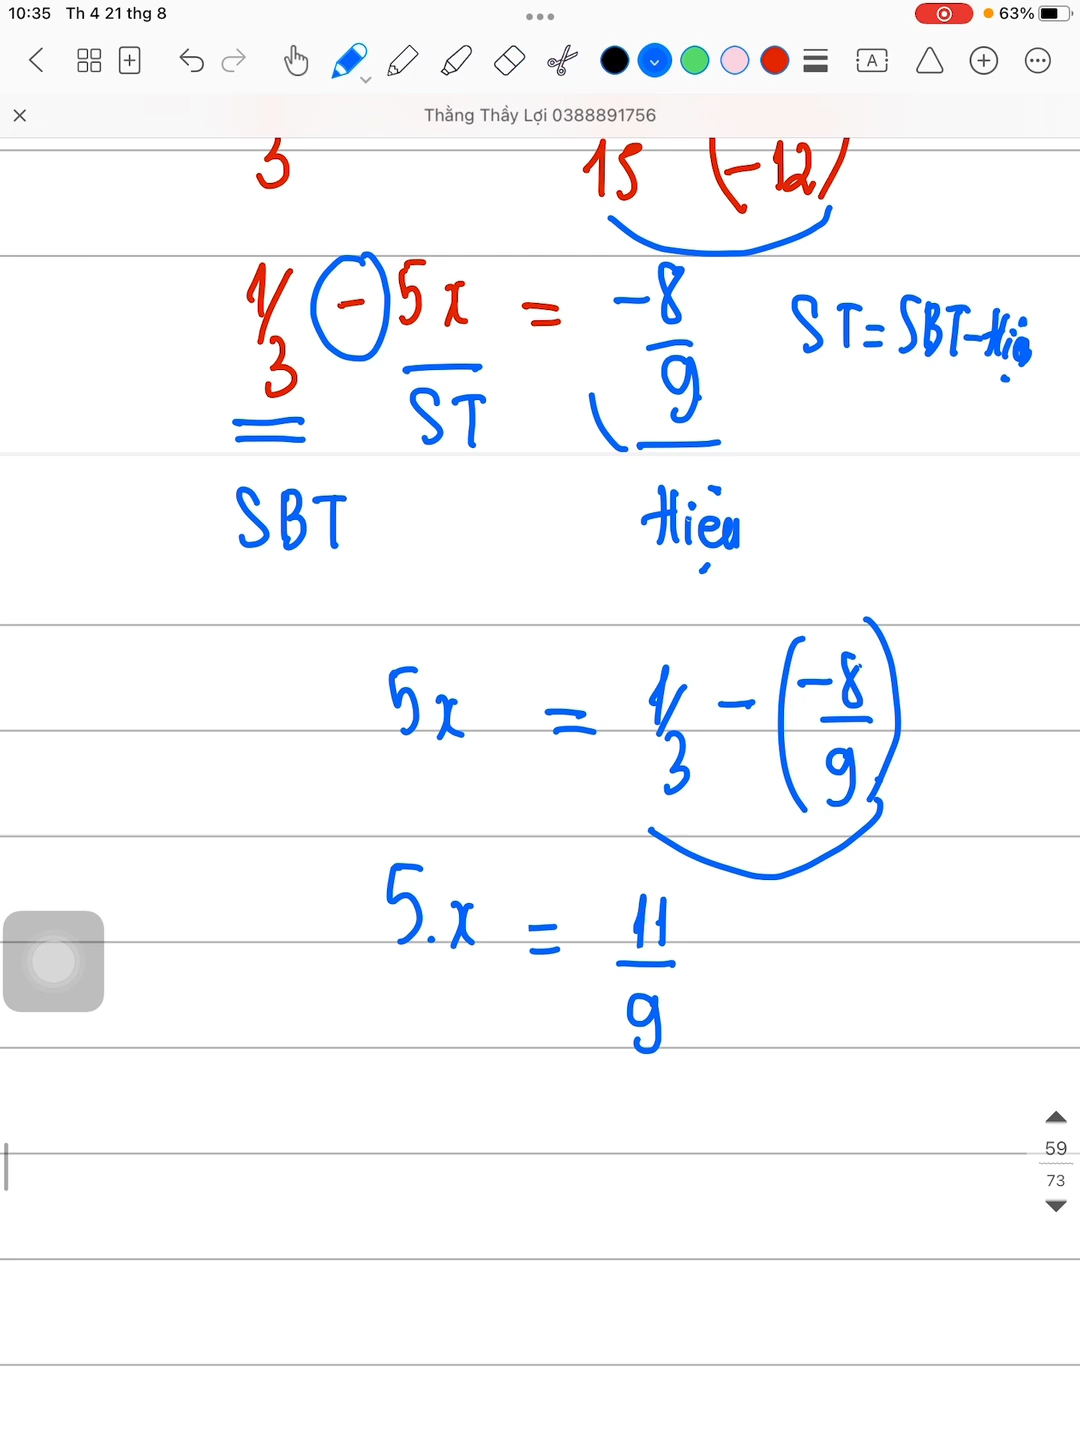 10:35 Th 4 21 thg 8 63%
A
Thằng Thầy Lợi 0388891756
3 15 (-12)
1/3 - 5x = -8/9 ST = SBT - Hiệu
ST
SBT Hiệu
5x = 1/3 - (-8/9)
5.x = 11/9
59
73